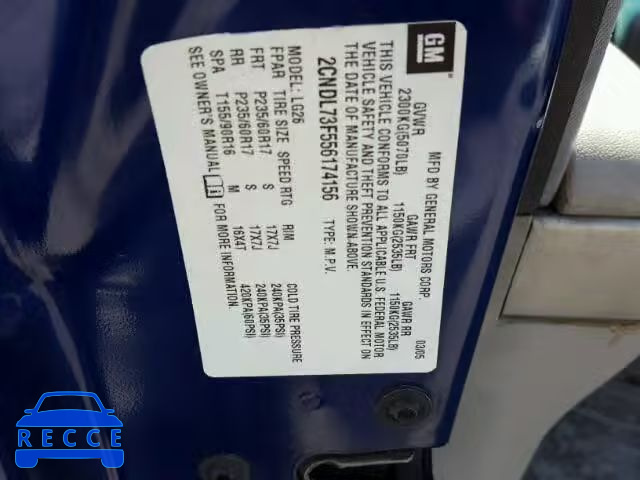 GM
MFD BY GENERAL MOTORS CORP 03/05
GVWR GAWR FRT GAWR RR
2300KG(5070LB) 1150KG(2535LB) 1150KG(2535LB)
THIS VEHICLE CONFORMS TO ALL APPLICABLE U.S. FEDERAL MOTOR
VEHICLE SAFETY AND THEFT PREVENTION STANDARDS IN EFFECT ON
THE DATE OF MANUFACTURE SHOWN ABOVE.
2CNDL73F556174156 TYPE: M.P.V.
MODEL: LG26
FPAR TIRE SIZE SPEED RTG RIM COLD TIRE PRESSURE
FRT P235/60R17 S 17X7J 240KPA(35PSI)
RR P235/60R17 S 17X7J 240KPA(35PSI)
SPA T155/90R16 M 16X4T 420KPA(60PSI)
SEE OWNER'S MANUAL FOR MORE INFORMATION.
RECCE